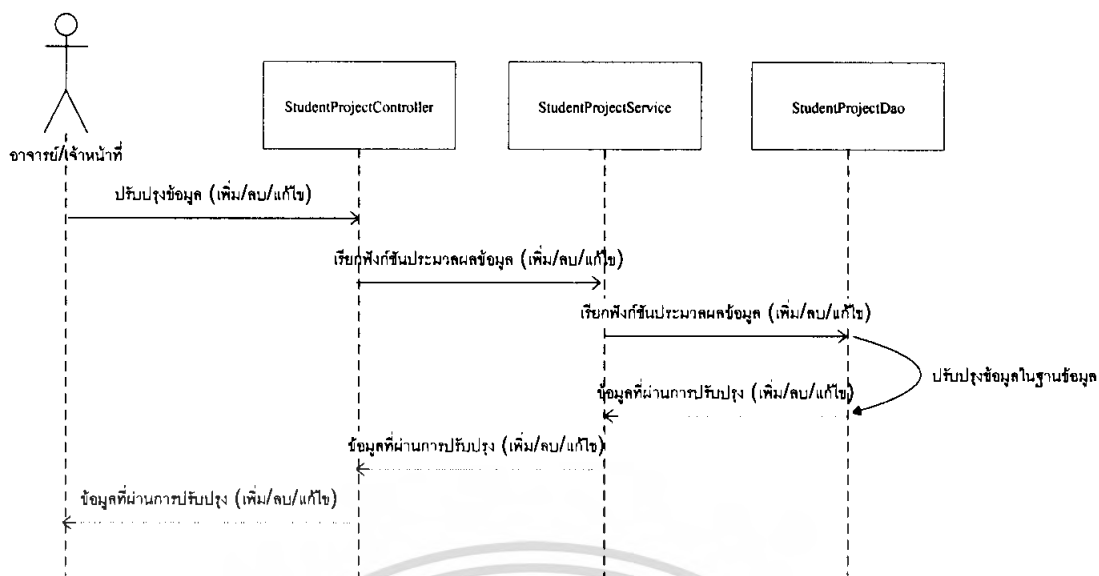 StudentProjectController
StudentProjectService
StudentProjectDao
อาจารย์/เจ้าหน้าที่
ปรับปรุงข้อมูล (เพิ่ม/ลบ/แก้ไข)
เรียกฟังก์ชันประมวลผลข้อมูล (เพิ่ม/ลบ/แก้ไข)
เรียกฟังก์ชันประมวลผลข้อมูล (เพิ่ม/ลบ/แก้ไข)
ปรับปรุงข้อมูลในฐานข้อมูล
ข้อมูลที่ผ่านการปรับปรุง (เพิ่ม/ลบ/แก้ไข)
ข้อมูลที่ผ่านการปรับปรุง (เพิ่ม/ลบ/แก้ไข)
ข้อมูลที่ผ่านการปรับปรุง (เพิ่ม/ลบ/แก้ไข)